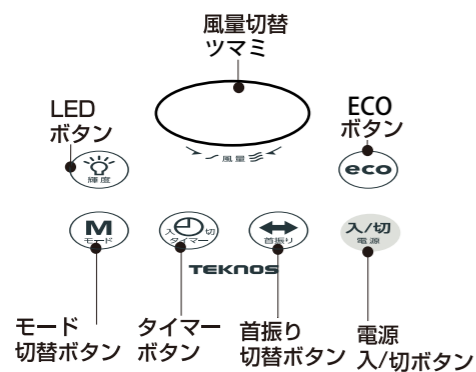 風量切替
ツマミ
LED
ボタン
ECO
ボタン
風量
輝度
eco
M
モード
入 切
タイマー
首振り
入/切
電源
TEKNOS
モード
切替ボタン
タイマー
ボタン
首振り
切替ボタン
電源
入/切ボタン